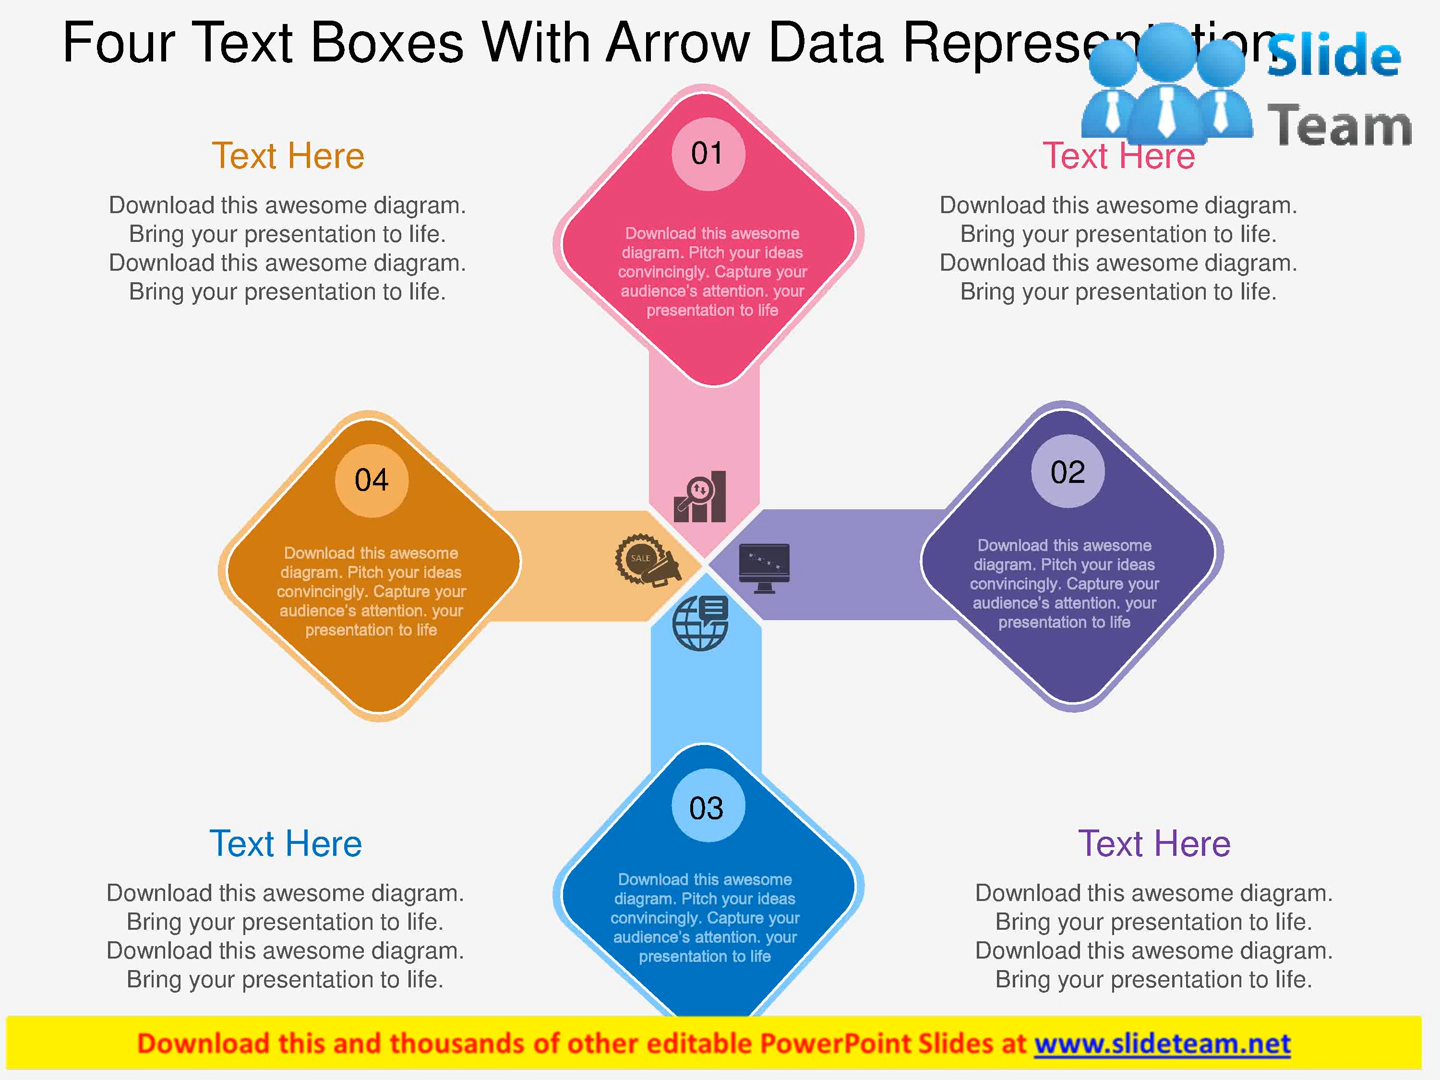 Four Text Boxes With Arrow Data Representation
Slide
Team
Text Here
Download this awesome diagram.
Bring your presentation to life.
Download this awesome diagram.
Bring your presentation to life.
01
Download this awesome
diagram. Pitch your ideas
convincingly. Capture your
audience's attention. your
presentation to life
Text Here
Download this awesome diagram.
Bring your presentation to life.
Download this awesome diagram.
Bring your presentation to life.
04
Download this awesome
diagram. Pitch your ideas
convincingly. Capture your
audience's attention. your
presentation to life
SALE
02
Download this awesome
diagram. Pitch your ideas
convincingly. Capture your
audience's attention. your
presentation to life
Text Here
Download this awesome diagram.
Bring your presentation to life.
Download this awesome diagram.
Bring your presentation to life.
03
Download this awesome
diagram. Pitch your ideas
convincingly. Capture your
audience's attention. your
presentation to life
Text Here
Download this awesome diagram.
Bring your presentation to life.
Download this awesome diagram.
Bring your presentation to life.
Download this and thousands of other editable PowerPoint Slides at www.slideteam.net